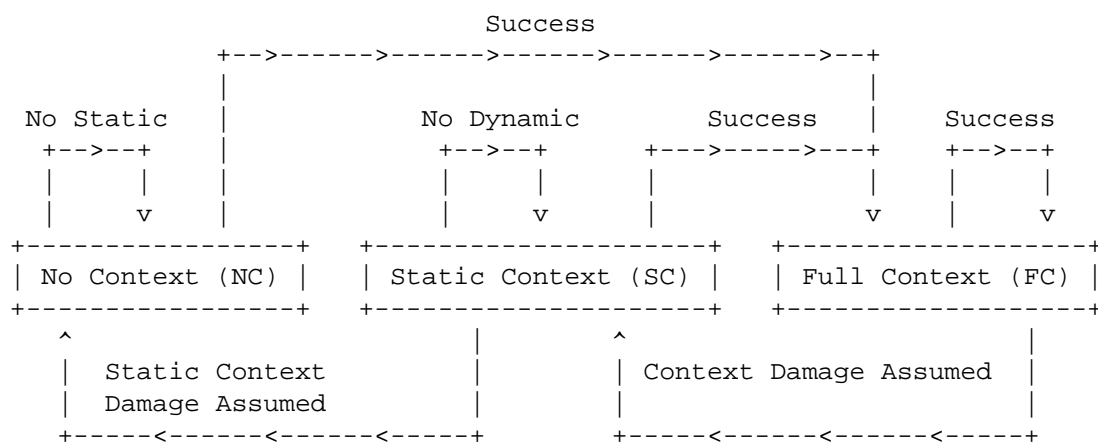 Success
No Static No Dynamic Success Success
v v v v
No Context (NC) Static Context (SC) Full Context (FC)
Static Context Context Damage Assumed
Damage Assumed